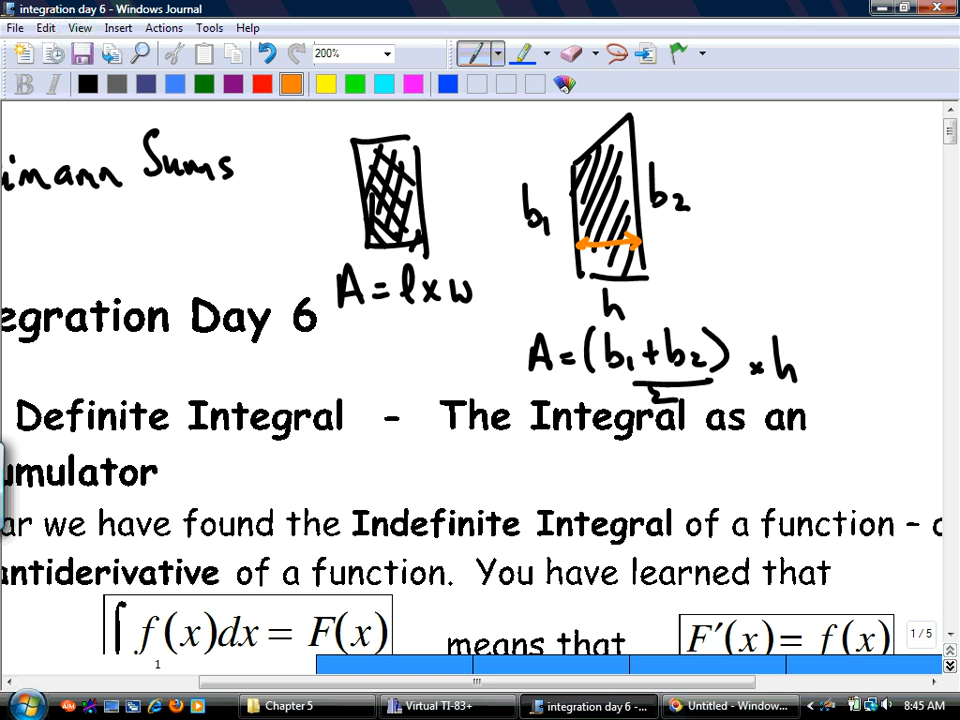 integration day 6 - Windows Journal
File Edit View Insert Actions Tools Help
200%
B I
imann Sums
b1 b2
h
A = l x w
A = (b1 + b2) x h
2
egration Day 6
Definite Integral - The Integral as an
umulator
ar we have found the Indefinite Integral of a function –
antiderivative of a function. You have learned that
∫ f(x)dx = F(x) means that F′(x) = f(x)
1
1 / 5
Chapter 5 Virtual TI-83+ integration day 6 -... Untitled - Windows ... 8:45 AM